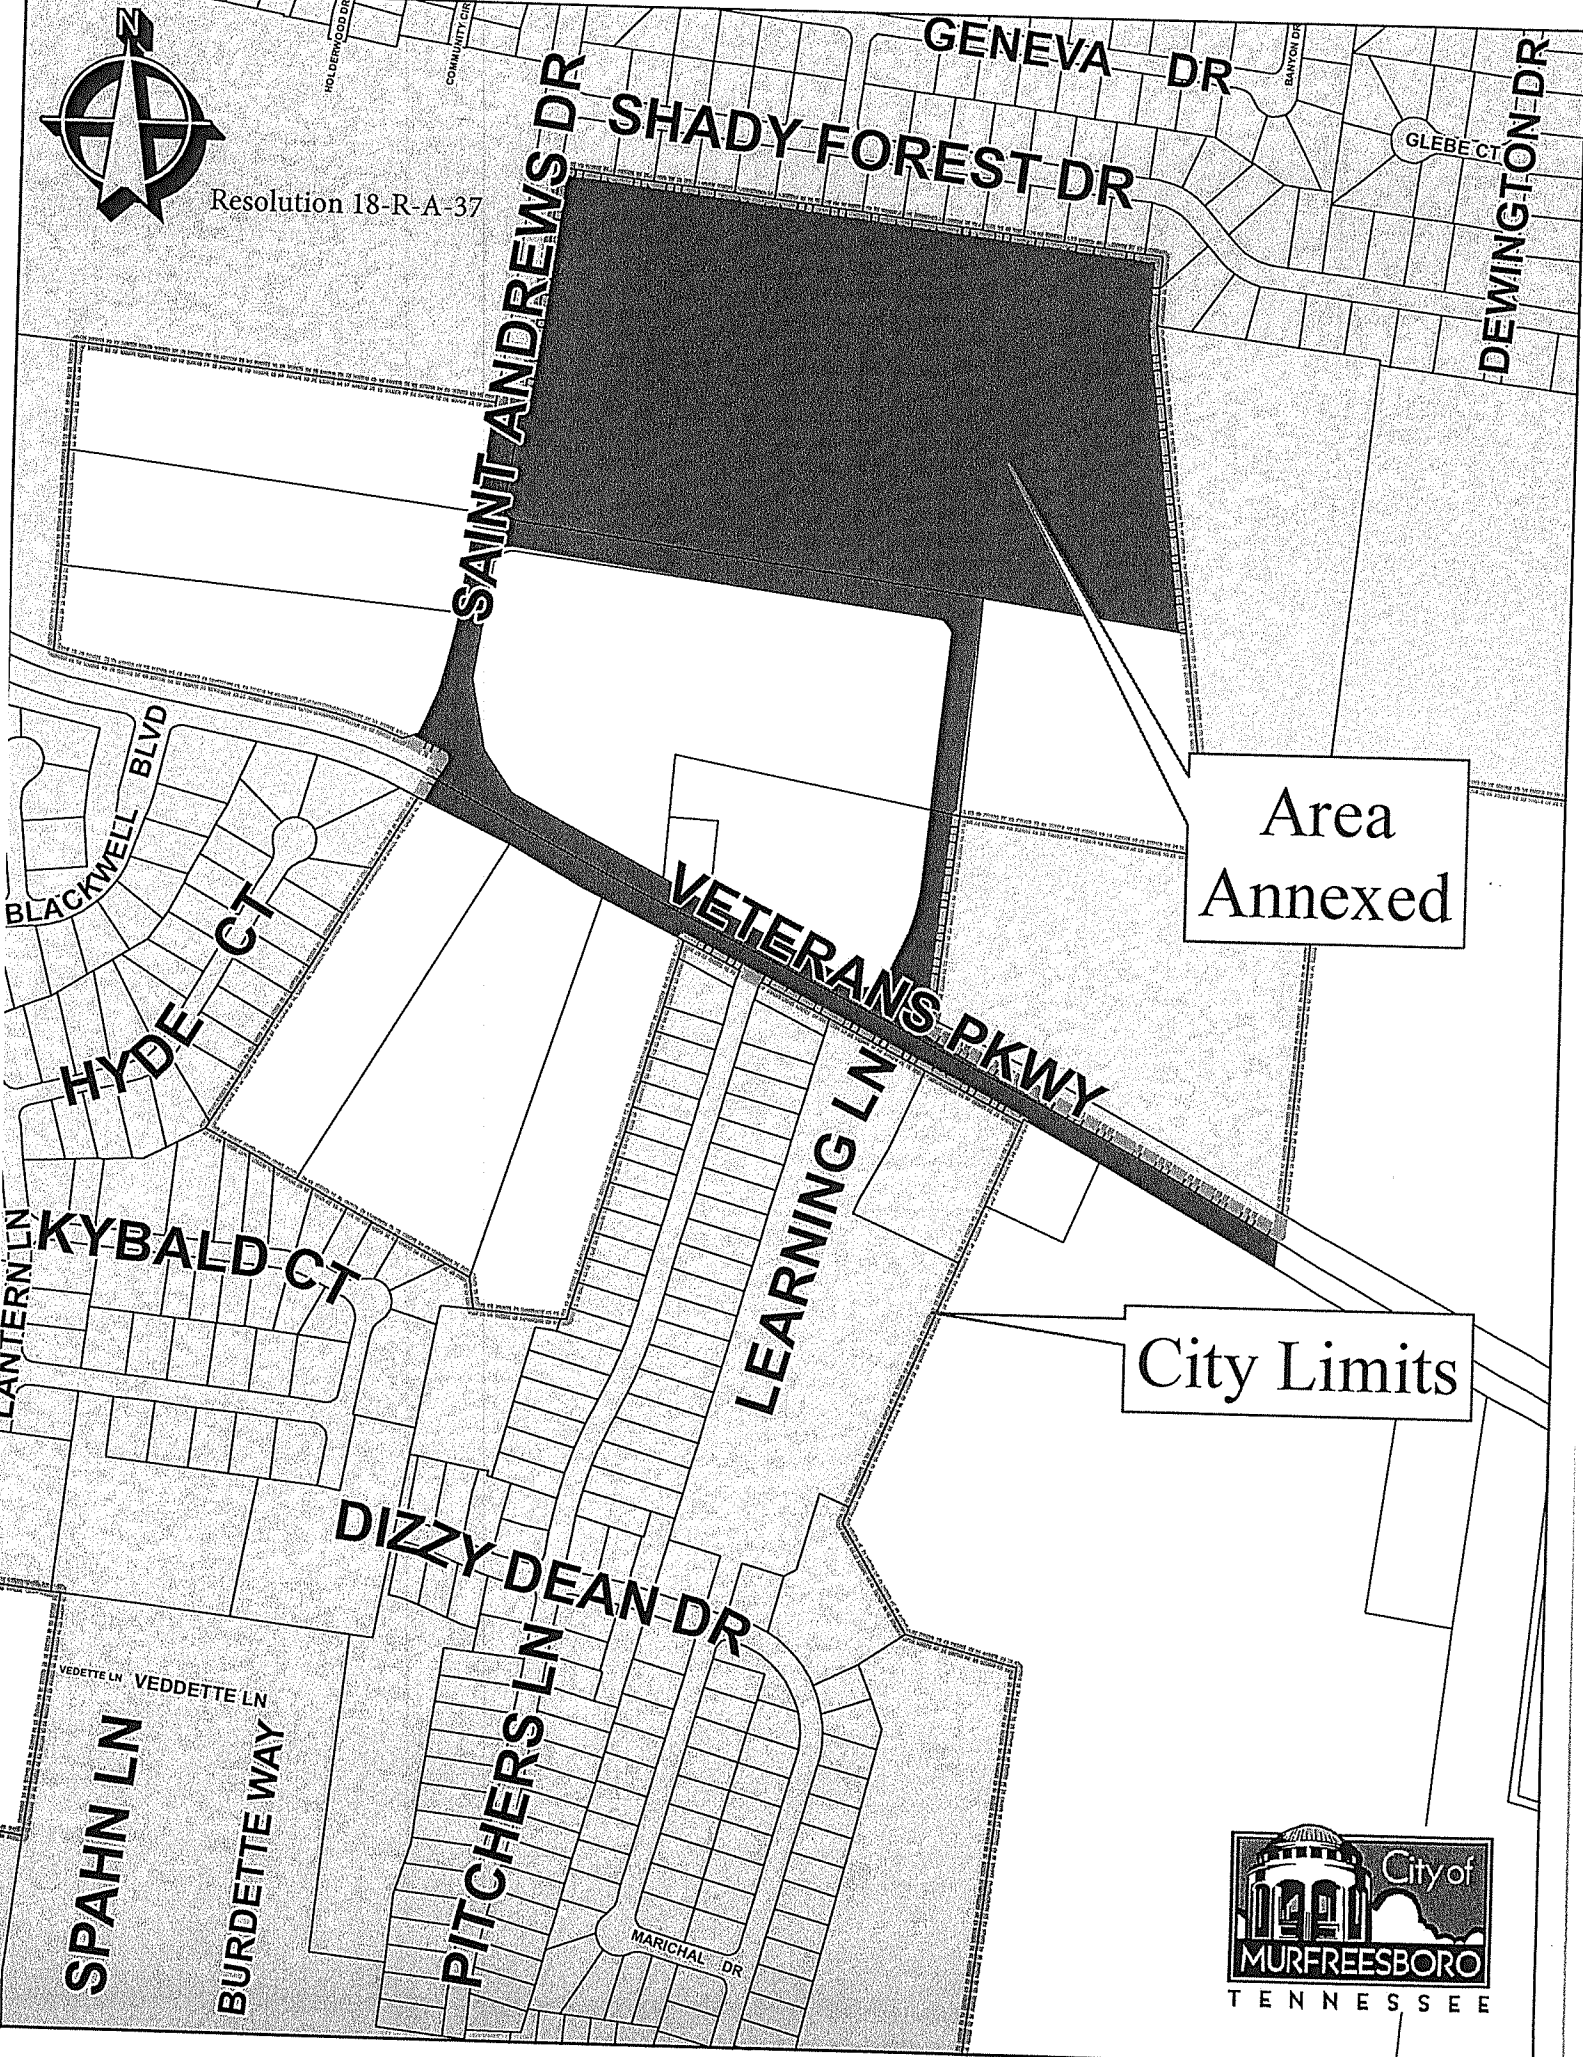 N
HOLDERWOOD DR
COMMUNITY CIR
GENEVA DR
BANYON DR
SHADY FOREST DR
GLEBE CT
DEWINGTON DR
Resolution 18-R-A-37
SAINT ANDREWS DR
Area
Annexed
BLACKWELL BLVD
HYDE CT
VETERANS PKWY
LEARNING LN
KYBALD CT
LANTERN LN
City Limits
DIZZY DEAN DR
PITCHERS LN
VEDETTE LN
VEDDETTE LN
SPAHN LN
BURDETTE WAY
MARICHAL DR
City of
MURFREESBORO
TENNESSEE